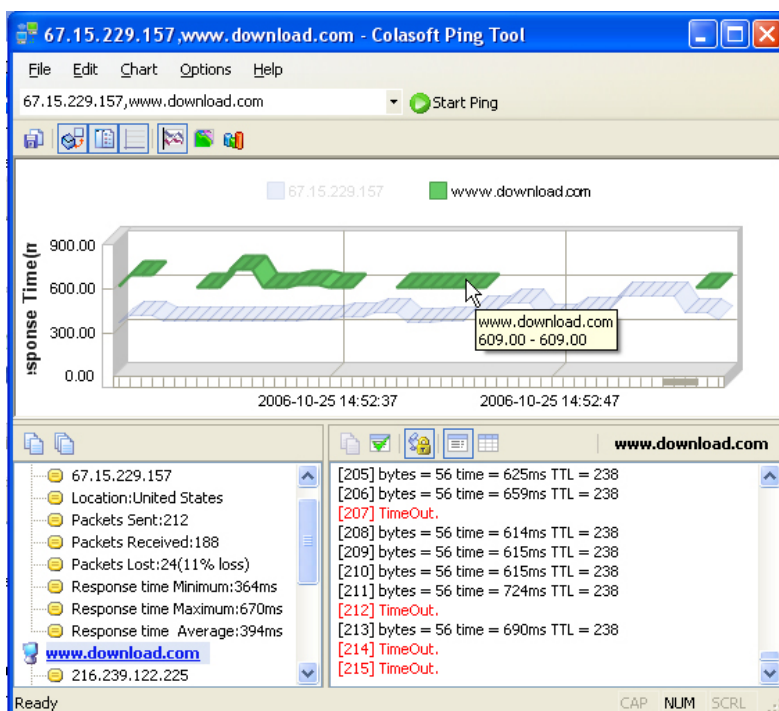 67.15.229.157,www.download.com - Colasoft Ping Tool
File Edit Chart Options Help
67.15.229.157,www.download.com Start Ping
67.15.229.157 www.download.com
sponse Time(m
900.00
600.00
300.00
0.00
www.download.com
609.00 - 609.00
2006-10-25 14:52:37 2006-10-25 14:52:47
67.15.229.157
Location:United States
Packets Sent:212
Packets Received:188
Packets Lost:24(11% loss)
Response time Minimum:364ms
Response time Maximum:670ms
Response time Average:394ms
www.download.com
216.239.122.225
www.download.com
[205] bytes = 56 time = 625ms TTL = 238
[206] bytes = 56 time = 659ms TTL = 238
[207] TimeOut.
[208] bytes = 56 time = 614ms TTL = 238
[209] bytes = 56 time = 615ms TTL = 238
[210] bytes = 56 time = 615ms TTL = 238
[211] bytes = 56 time = 724ms TTL = 238
[212] TimeOut.
[213] bytes = 56 time = 690ms TTL = 238
[214] TimeOut.
[215] TimeOut.
Ready CAP NUM SCRL